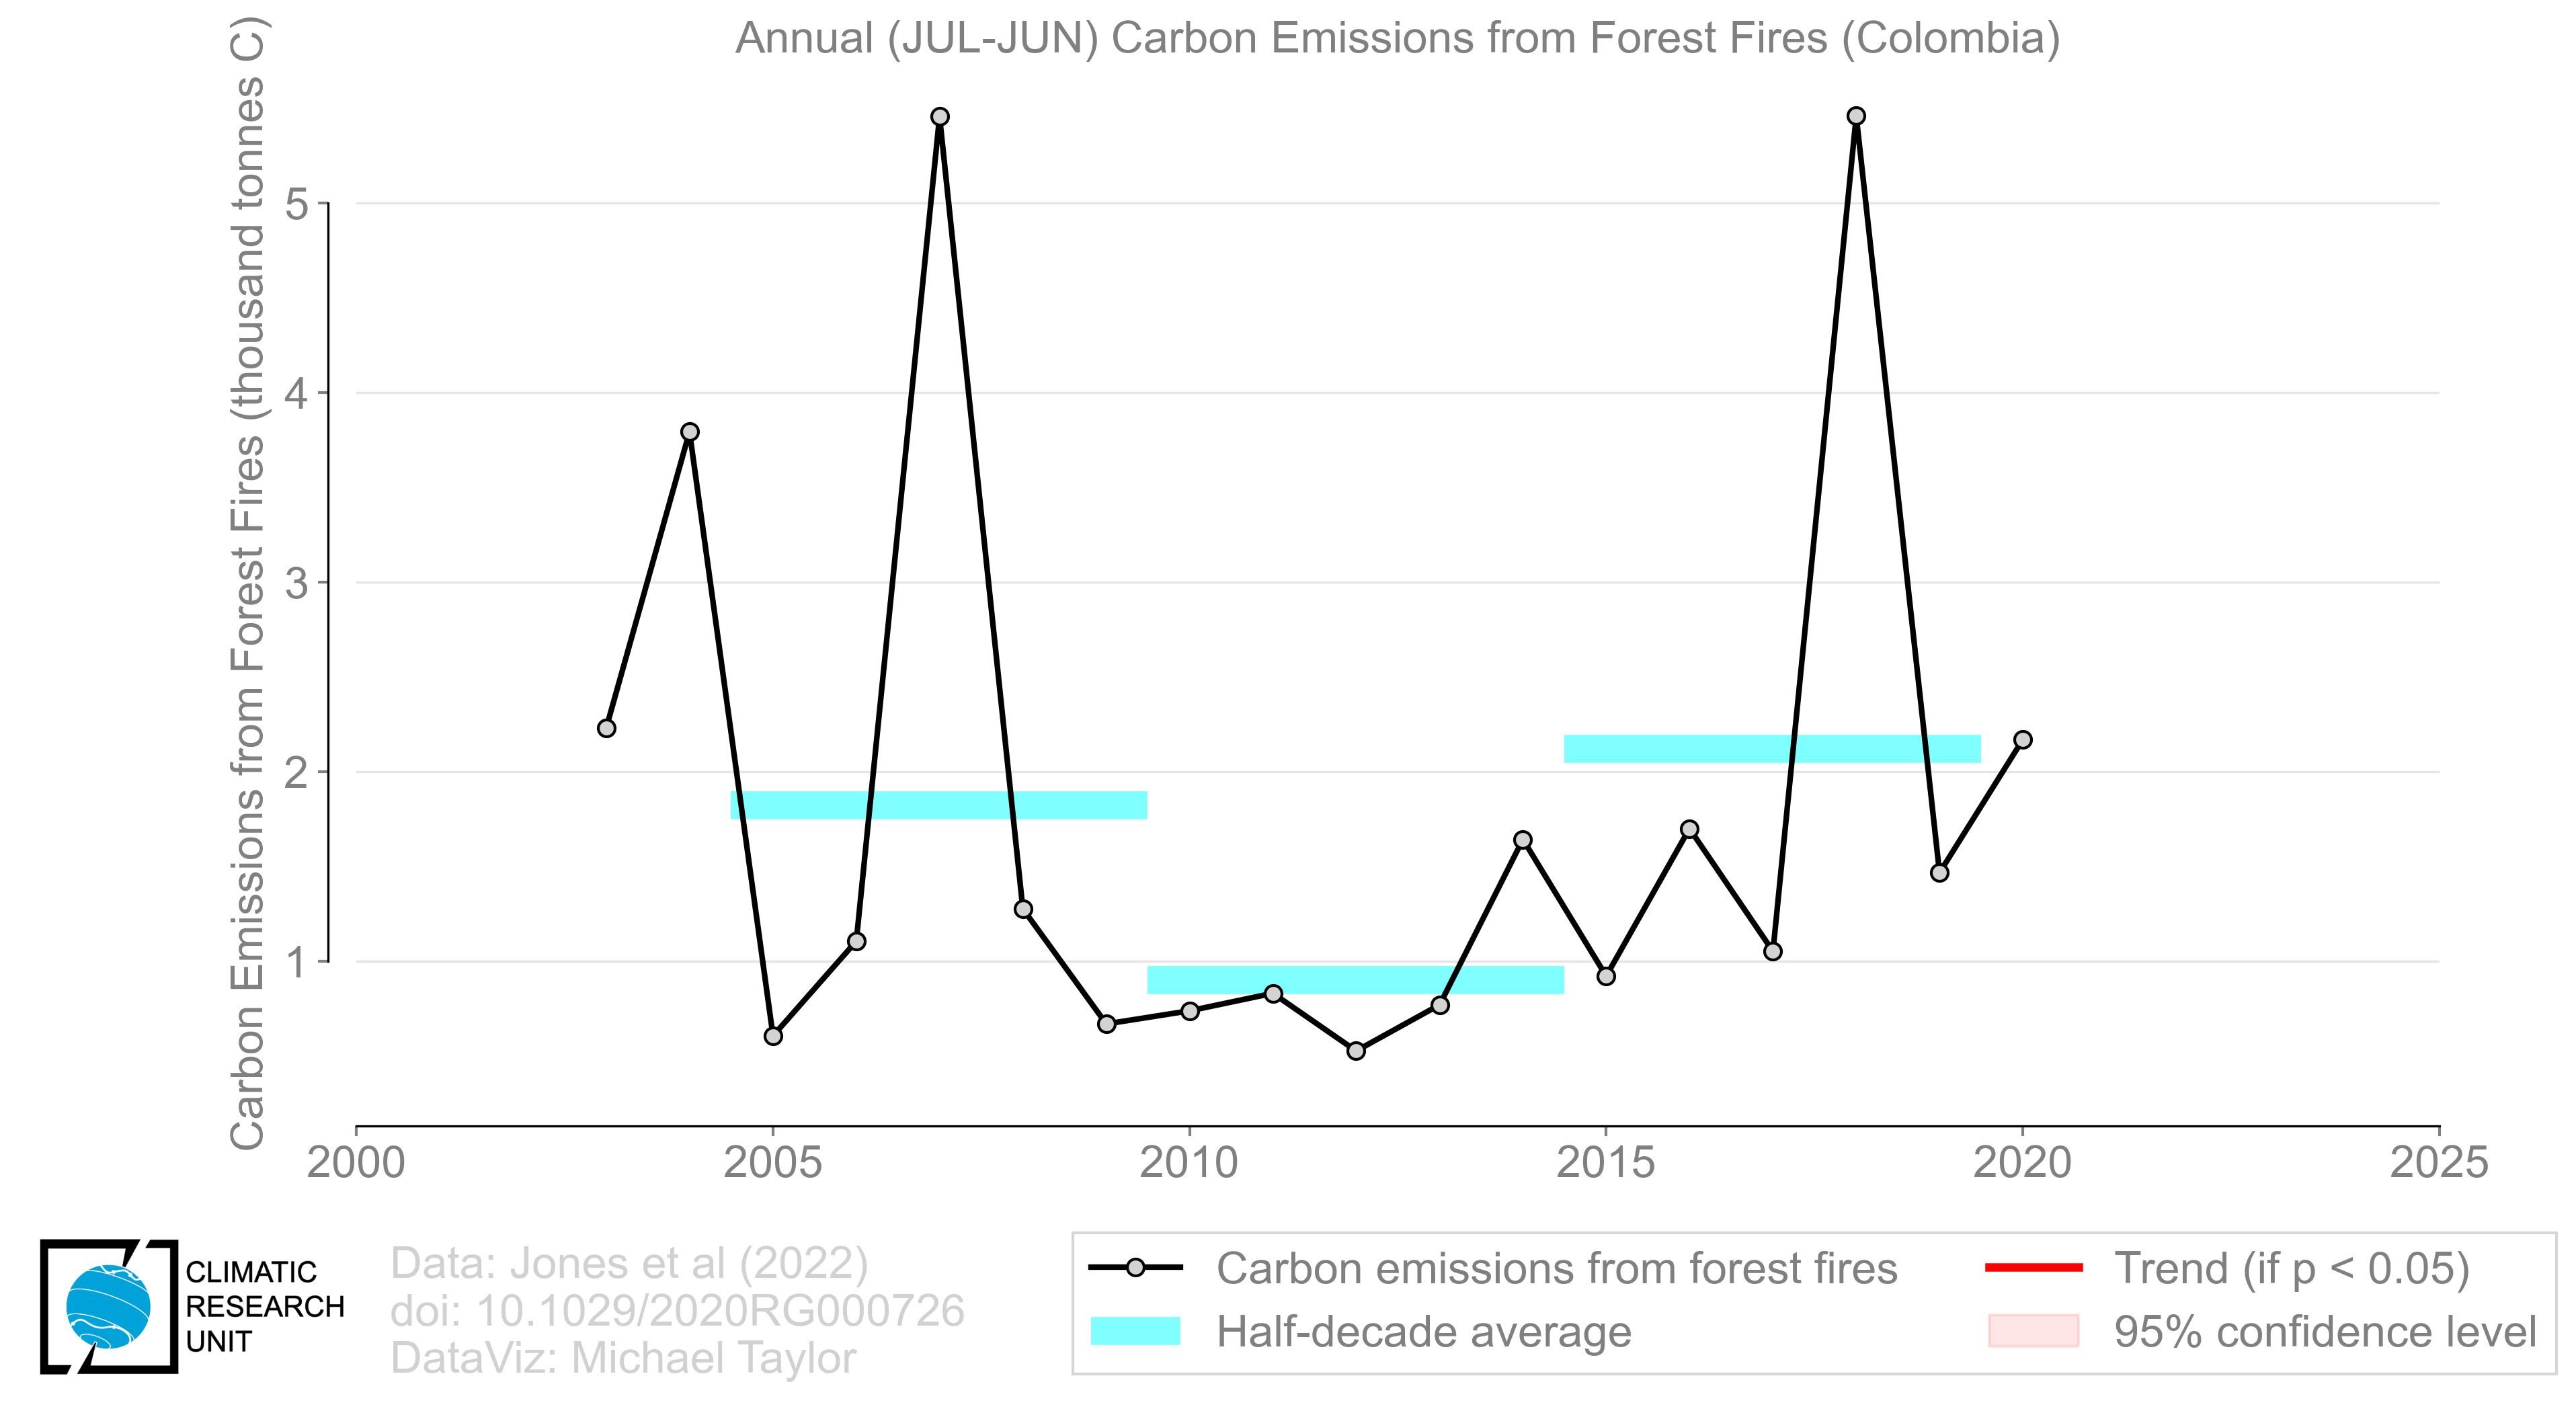 Annual (JUL-JUN) Carbon Emissions from Forest Fires (Colombia)
Carbon Emissions from Forest Fires (thousand tonnes C)
5
4
3
2
1
2000 2005 2010 2015 2020 2025
CLIMATIC
RESEARCH
UNIT
Data: Jones et al (2022)
doi: 10.1029/2020RG000726
DataViz: Michael Taylor
Carbon emissions from forest fires
Half-decade average
Trend (if p < 0.05)
95% confidence level